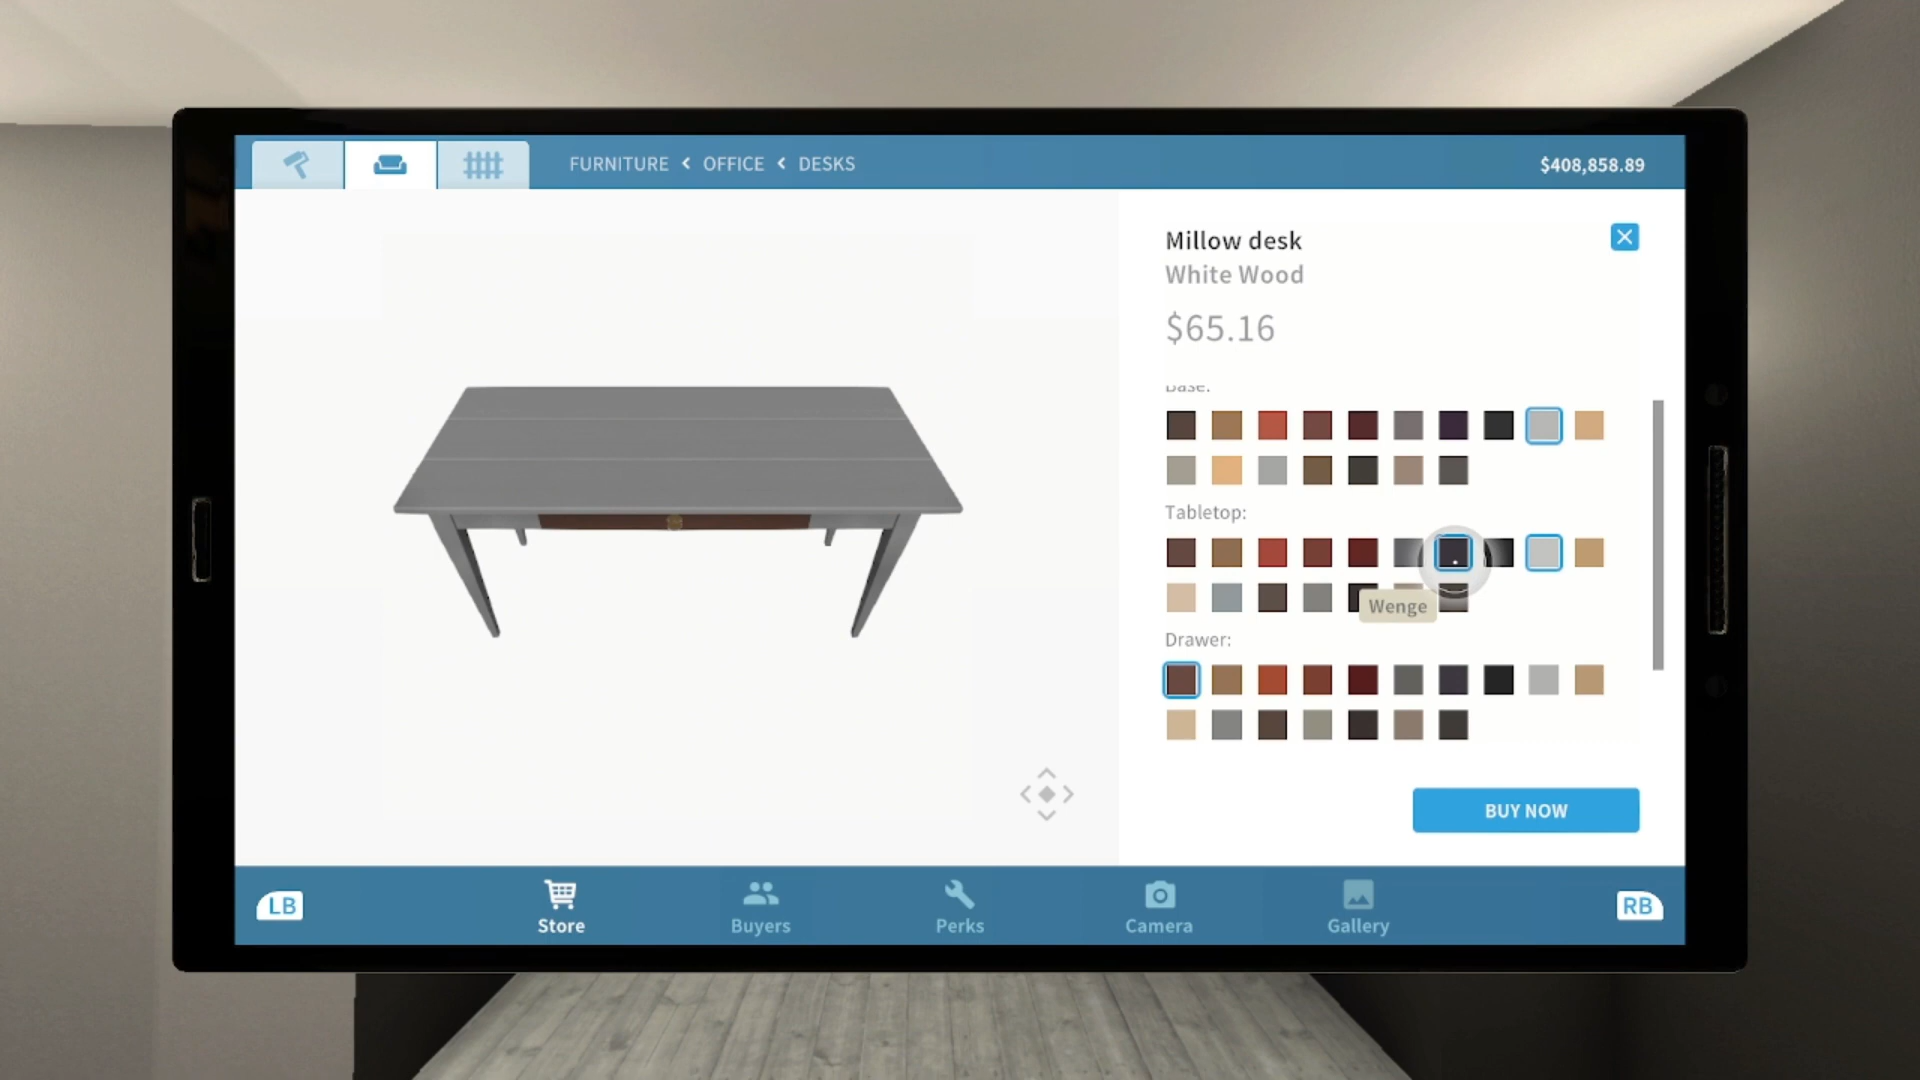 FURNITURE < OFFICE < DESKS
$408,858.89
Millow desk
White Wood
$65.16
Base:
Tabletop:
Wenge
Drawer:
BUY NOW
LB
Store
Buyers
Perks
Camera
Gallery
RB